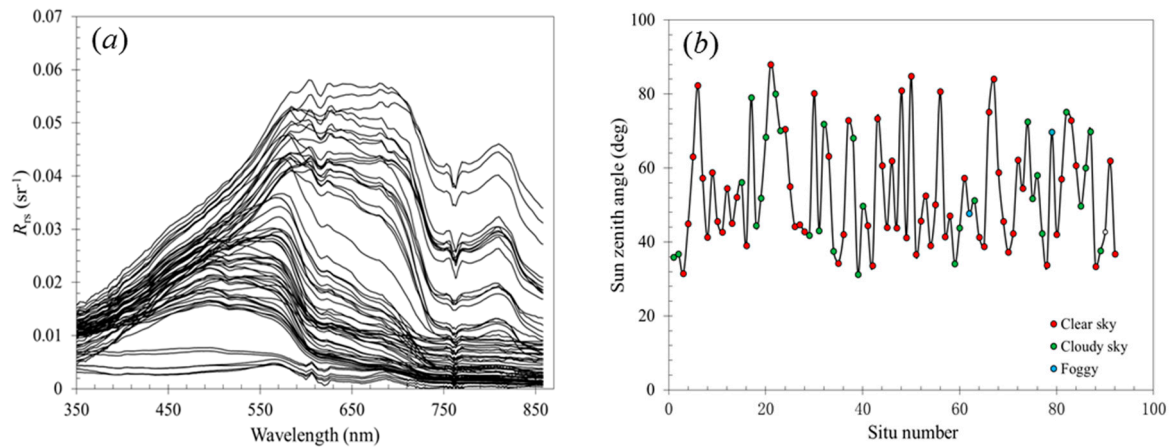 (a)
0.07
0.06
0.05
0.04
0.03
0.02
0.01
0
Rrs (sr⁻¹)
350 450 550 650 750 850
Wavelength (nm)
(b)
100
80
60
40
20
0
Sun zenith angle (deg)
0 20 40 60 80 100
Situ number
Clear sky
Cloudy sky
Foggy